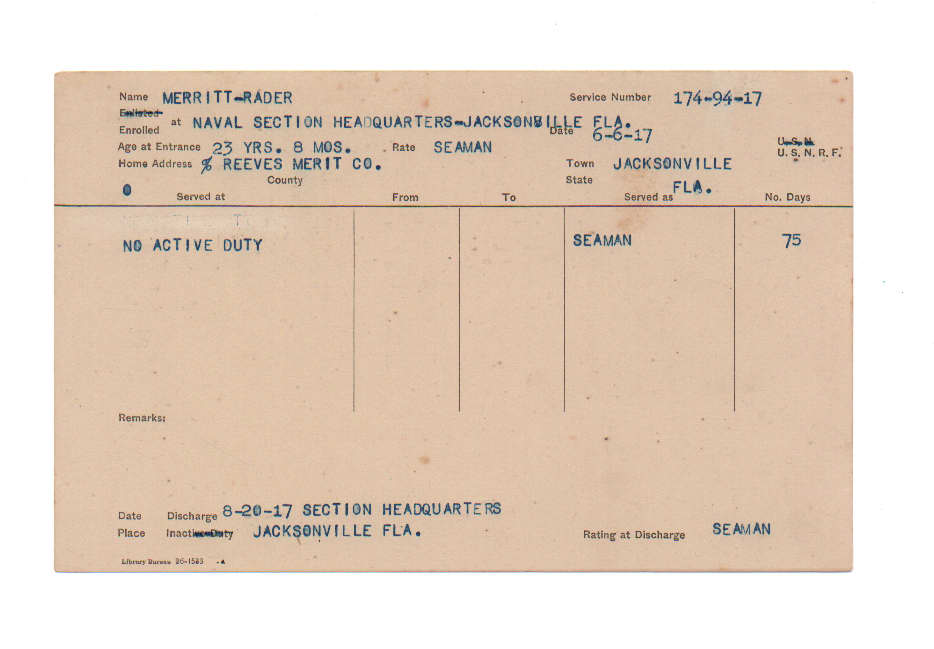 Name MERRITT-RADER Service Number 174-94-17
Enlisted
Enrolled at NAVAL SECTION HEADQUARTERS-JACKSONVILLE FLA.
Date 6-6-17
Age at Entrance 23 YRS. 8 MOS. Rate SEAMAN U. S. N.
U. S. N. R. F.
Home Address % REEVES MERIT CO. Town JACKSONVILLE
County State FLA.
0
Served at From To Served as No. Days
NO ACTIVE DUTY SEAMAN 75
Remarks:
Date Discharge 8-20-17 SECTION HEADQUARTERS
Place Inactive Duty JACKSONVILLE FLA. Rating at Discharge SEAMAN
Library Bureau 26-1583